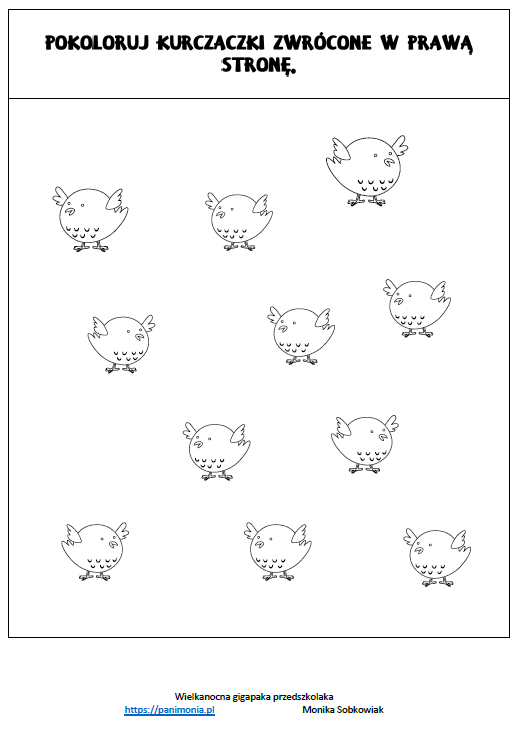 POKOLORUJ KURCZACZKI ZWRÓCONE W PRAWĄ
STRONĘ.
Wielkanocna gigapaka przedszkolaka
https://panimonia.pl Monika Sobkowiak